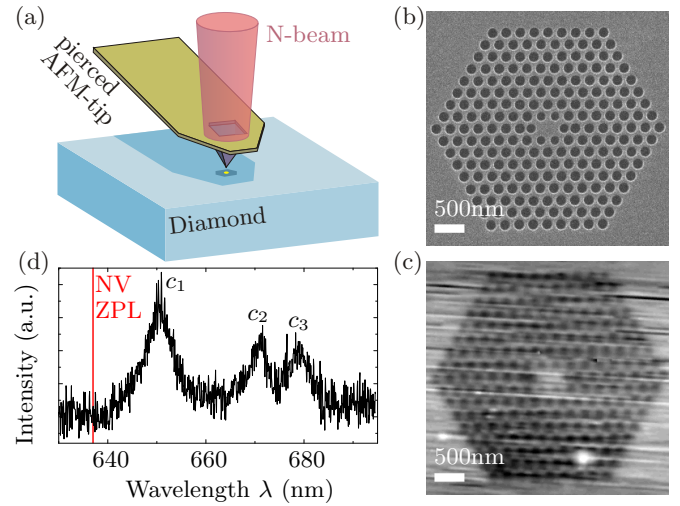 (a)
pierced
AFM-tip
N-beam
Diamond
(b)
500nm
(c)
500nm
(d)
NV
ZPL
c1
c2
c3
Intensity (a.u.)
640 660 680
Wavelength λ (nm)